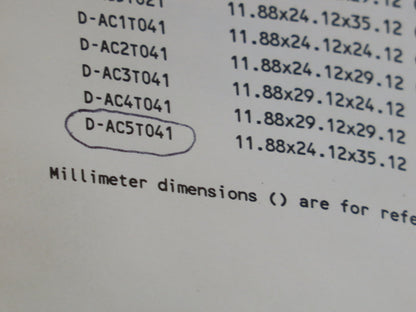 11.88x24.12x35.12
D-AC1T041 11.88x24.12x24.12
D-AC2T041 11.88x24.12x29.12
D-AC3T041 11.88x29.12x24.12
D-AC4T041 11.88x29.12x29.12
D-AC5T041 11.88x24.12x35.12
Millimeter dimensions () are for refe